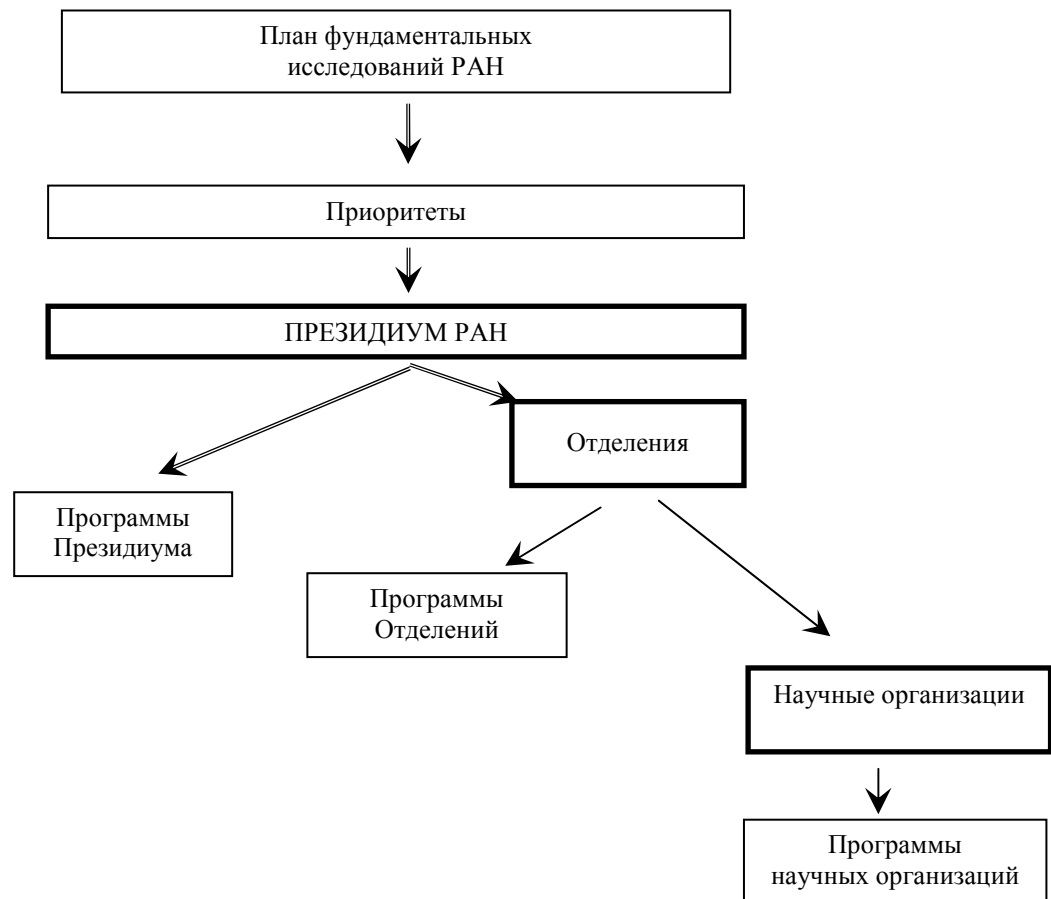 План фундаментальных
исследований РАН
Приоритеты
ПРЕЗИДИУМ РАН
Отделения
Программы
Президиума
Программы
Отделений
Научные организации
Программы
научных организаций